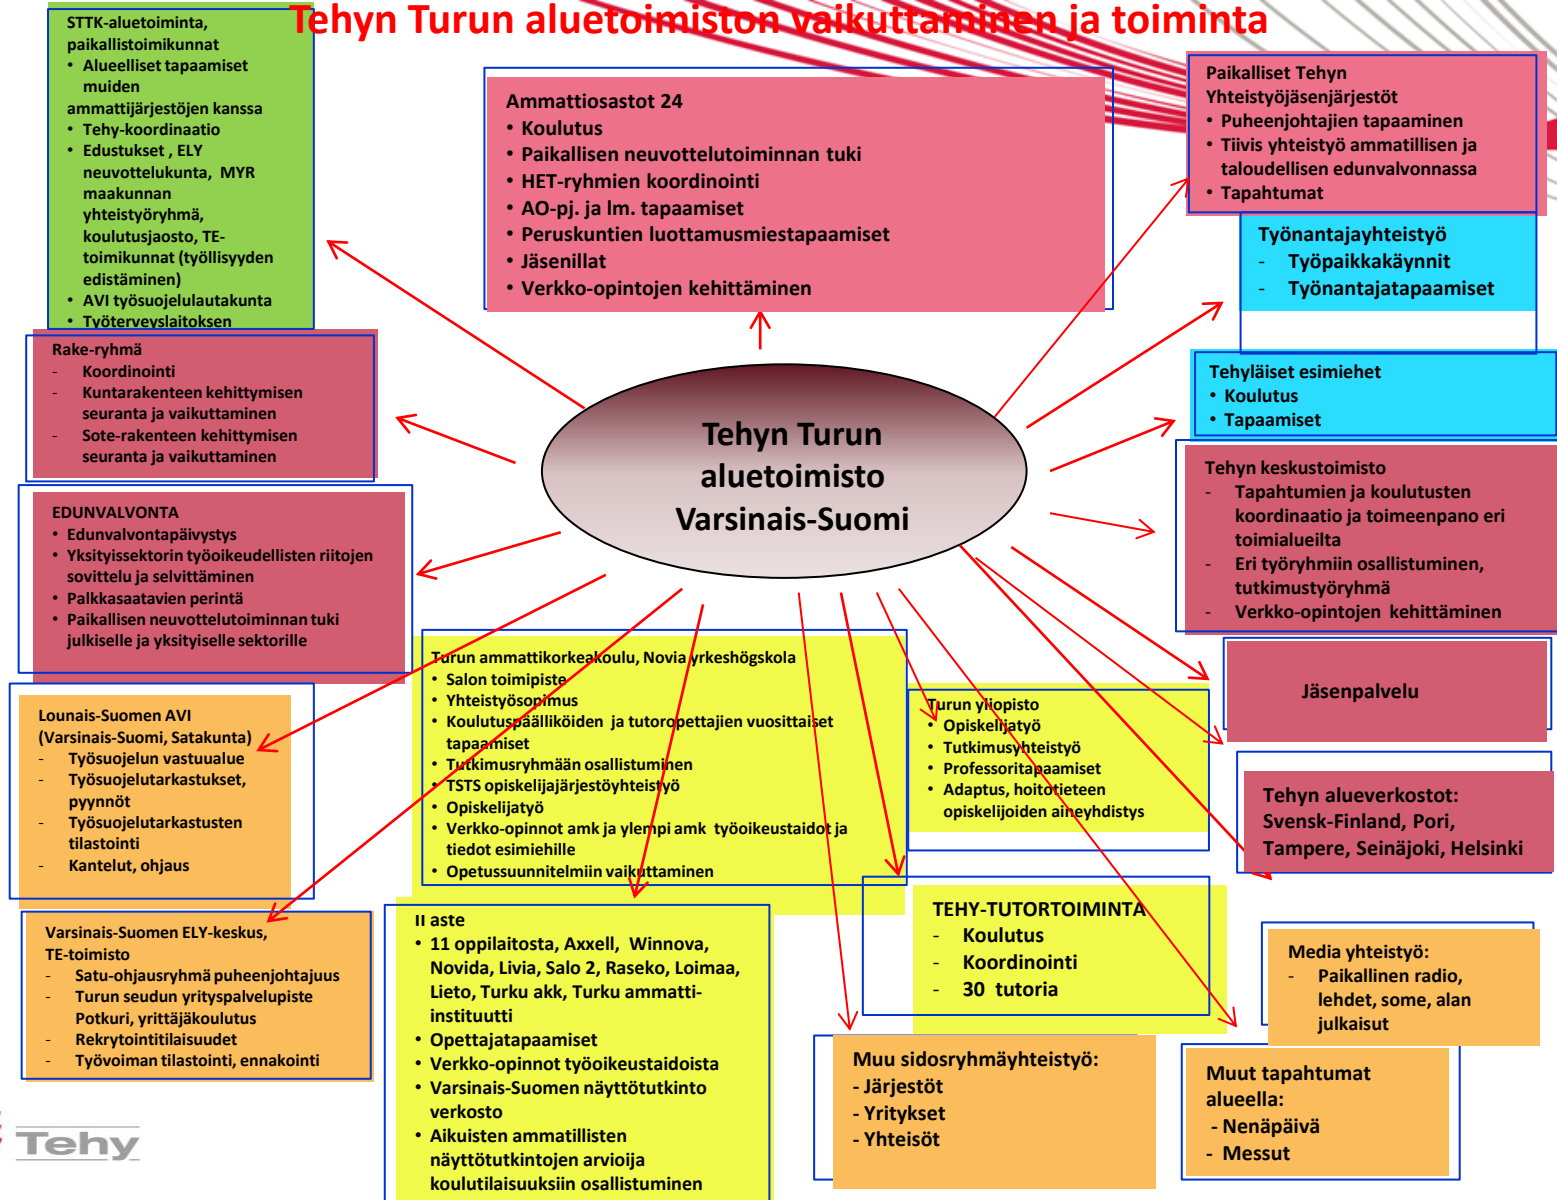 Tehyn Turun aluetoimiston vaikuttaminen ja toiminta
STTK-aluetoiminta,
paikallistoimikunnat
• Alueelliset tapaamiset
muiden
ammattijärjestöjen kanssa
• Tehy-koordinaatio
• Edustukset , ELY
neuvottelukunta, MYR
maakunnan
yhteistyöryhmä,
koulutusjaosto, TE-
toimikunnat (työllisyyden
edistäminen)
• AVI työsuojelulautakunta
• Työterveyslaitoksen
Ammattiosastot 24
• Koulutus
• Paikallisen neuvottelutoiminnan tuki
• HET-ryhmien koordinointi
• AO-pj. ja lm. tapaamiset
• Peruskuntien luottamusmiestapaamiset
• Jäsenillat
• Verkko-opintojen kehittäminen
Paikalliset Tehyn
Yhteistyöjäsenjärjestöt
• Puheenjohtajien tapaaminen
• Tiivis yhteistyö ammatillisen ja
taloudellisen edunvalvonnassa
• Tapahtumat
Työnantajayhteistyö
- Työpaikkakäynnit
- Työnantajatapaamiset
Rake-ryhmä
- Koordinointi
- Kuntarakenteen kehittymisen
seuranta ja vaikuttaminen
- Sote-rakenteen kehittymisen
seuranta ja vaikuttaminen
Tehyn Turun
aluetoimisto
Varsinais-Suomi
Tehyläiset esimiehet
• Koulutus
• Tapaamiset
Tehyn keskustoimisto
- Tapahtumien ja koulutusten
koordinaatio ja toimeenpano eri
toimialueilta
- Eri työryhmiin osallistuminen,
tutkimustyöryhmä
- Verkko-opintojen kehittäminen
EDUNVALVONTA
• Edunvalvontapäivystys
• Yksityissektorin työoikeudellisten riitojen
sovittelu ja selvittäminen
• Palkkasaatavien perintä
• Paikallisen neuvottelutoiminnan tuki
julkiselle ja yksityiselle sektorille
Turun ammattikorkeakoulu, Novia yrkeshögskola
• Salon toimipiste
• Yhteistyösopimus
• Koulutuspäälliköiden ja tutoropettajien vuosittaiset
tapaamiset
• Tutkimusryhmään osallistuminen
• TSTS opiskelijajärjestöyhteistyö
• Opiskelijatyö
• Verkko-opinnot amk ja ylempi amk työoikeustaidot ja
tiedot esimiehille
• Opetussuunnitelmiin vaikuttaminen
Turun yliopisto
• Opiskelijatyö
• Tutkimusyhteistyö
• Professoritapaamiset
• Adaptus, hoitotieteen
opiskelijoiden aineyhdistys
Jäsenpalvelu
Lounais-Suomen AVI
(Varsinais-Suomi, Satakunta)
- Työsuojelun vastuualue
- Työsuojelutarkastukset,
pyynnöt
- Työsuojelutarkastusten
tilastointi
- Kantelut, ohjaus
Tehyn alueverkostot:
Svensk-Finland, Pori,
Tampere, Seinäjoki, Helsinki
Varsinais-Suomen ELY-keskus,
TE-toimisto
- Satu-ohjausryhmä puheenjohtajuus
- Turun seudun yrityspalvelupiste
Potkuri, yrittäjäkoulutus
- Rekrytointitilaisuudet
- Työvoiman tilastointi, ennakointi
II aste
• 11 oppilaitosta, Axxell, Winnova,
Novida, Livia, Salo 2, Raseko, Loimaa,
Lieto, Turku akk, Turku ammatti-
instituutti
• Opettajatapaamiset
• Verkko-opinnot työoikeustaidoista
• Varsinais-Suomen näyttötutkinto
verkosto
• Aikuisten ammatillisten
näyttötutkintojen arvioija
koulutilaisuuksiin osallistuminen
TEHY-TUTORTOIMINTA
- Koulutus
- Koordinointi
- 30 tutoria
Media yhteistyö:
- Paikallinen radio,
lehdet, some, alan
julkaisut
Muu sidosryhmäyhteistyö:
- Järjestöt
- Yritykset
- Yhteisöt
Muut tapahtumat
alueella:
- Nenäpäivä
- Messut
Tehy